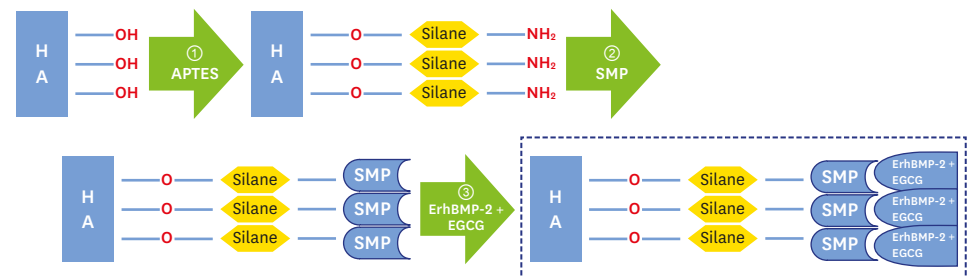 H
A
OH
OH
OH
①
APTES
H
A
O
O
O
Silane
Silane
Silane
NH₂
NH₂
NH₂
②
SMP
H
A
O
O
O
Silane
Silane
Silane
SMP
SMP
SMP
③
ErhBMP-2 +
EGCG
H
A
O
O
O
Silane
Silane
Silane
SMP
SMP
SMP
ErhBMP-2 +
EGCG
ErhBMP-2 +
EGCG
ErhBMP-2 +
EGCG